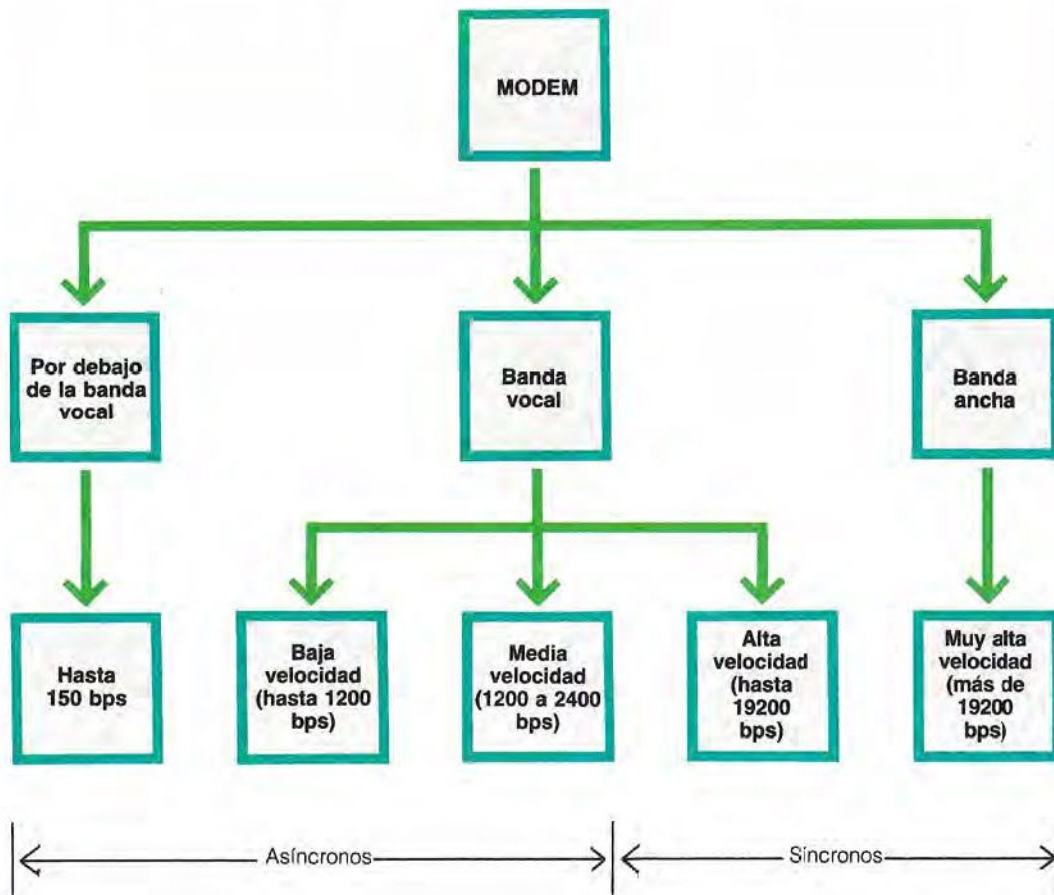 MODEM
Por debajo
de la banda
vocal
Banda
vocal
Banda
ancha
Hasta
150 bps
Baja
velocidad
(hasta 1200
bps)
Media
velocidad
(1200 a 2400
bps)
Alta
velocidad
(hasta
19200
bps)
Muy alta
velocidad
(más de
19200
bps)
Asíncronos
Síncronos